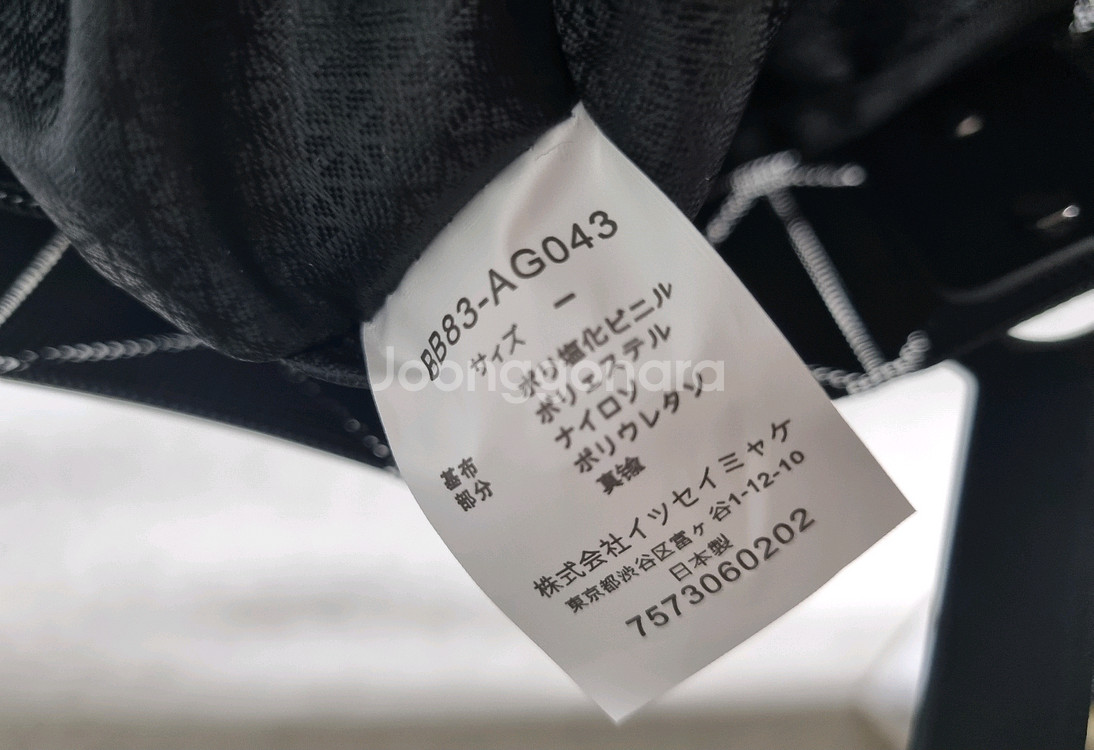 BB83-AG043
サイズ ー
ポリ塩化ビニル
ポリエステル
ナイロン
基布 ポリウレタン
部分 真鍮
株式会社イッセイミヤケ
東京都渋谷区富ヶ谷1-12-10
日本製
7573060202
Joonggonara